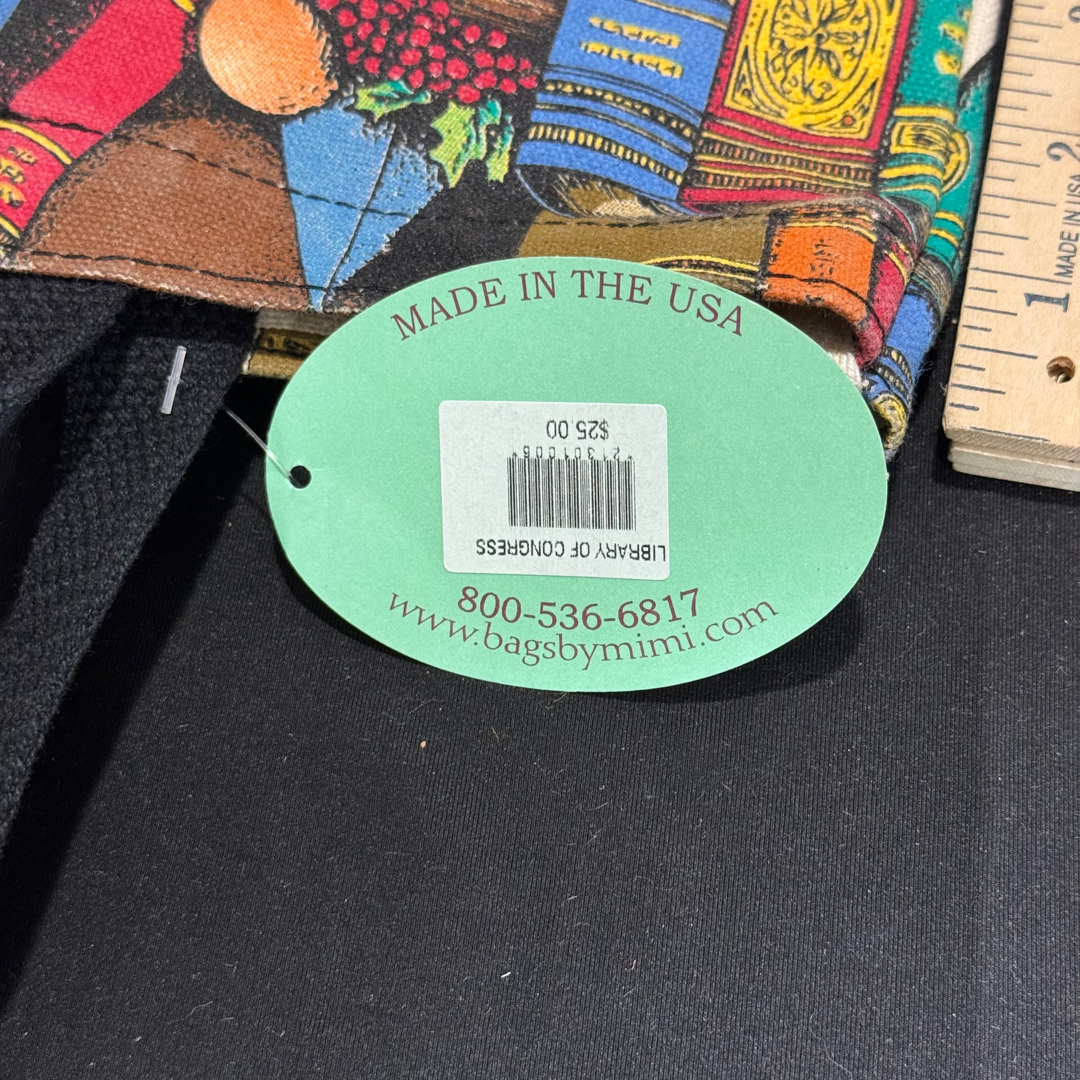 MADE IN THE USA
LIBRARY OF CONGRESS
*21301006*
$25.00
800-536-6817
www.bagsbymimi.com
2
MADE IN USA
1